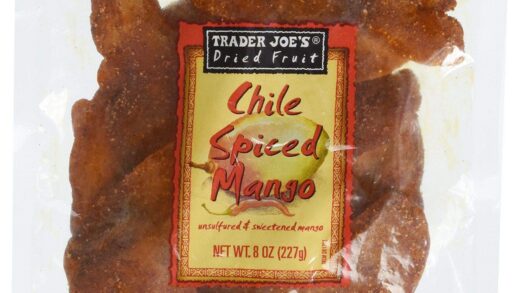 TRADER JOE'S®
Dried Fruit
Chile
Spiced
Mango
unsulfured & sweetened mango
NET WT. 8 OZ (227g)